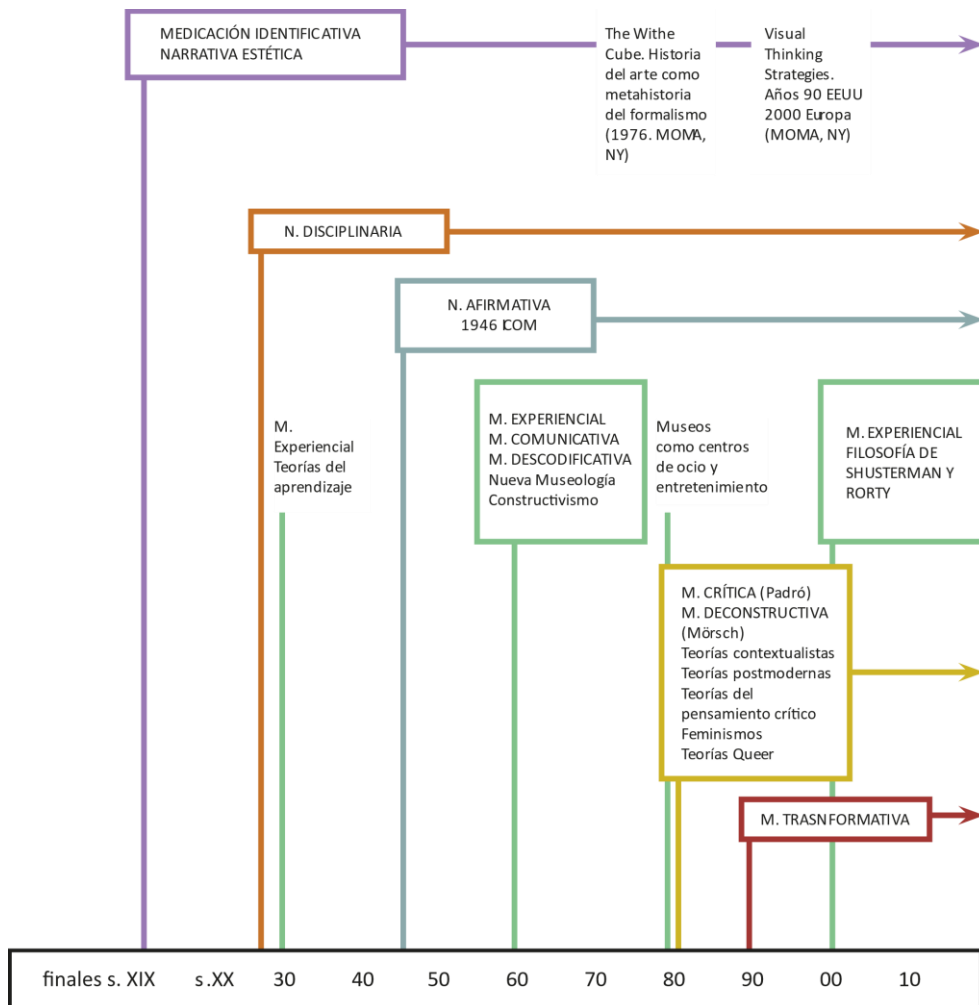 MEDICACIÓN IDENTIFICATIVA
NARRATIVA ESTÉTICA
The Withe
Cube. Historia
del arte como
metahistoria
del formalismo
(1976. MOMA,
NY)
Visual
Thinking
Strategies.
Años 90 EEUU
2000 Europa
(MOMA, NY)
N. DISCIPLINARIA
N. AFIRMATIVA
1946 ICOM
M.
Experiencial
Teorías del
aprendizaje
M. EXPERIENCIAL
M. COMUNICATIVA
M. DESCODIFICATIVA
Nueva Museología
Constructivismo
Museos
como centros
de ocio y
entretenimiento
M. EXPERIENCIAL
FILOSOFÍA DE
SHUSTERMAN Y
RORTY
M. CRÍTICA (Padró)
M. DECONSTRUCTIVA
(Mörsch)
Teorías contextualistas
Teorías postmodernas
Teorías del
pensamiento crítico
Feminismos
Teorías Queer
M. TRASNFORMATIVA
finales s. XIX s.XX 30 40 50 60 70 80 90 00 10